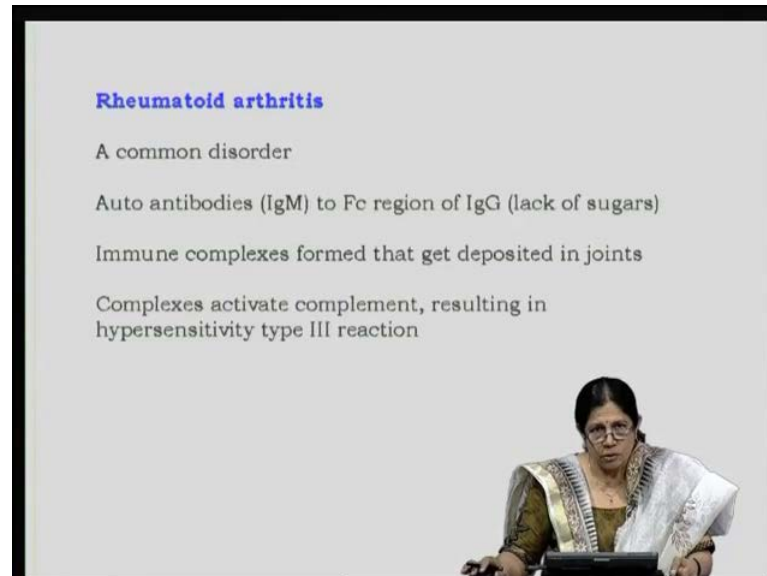 Rheumatoid arthritis
A common disorder
Auto antibodies (IgM) to Fc region of IgG (lack of sugars)
Immune complexes formed that get deposited in joints
Complexes activate complement, resulting in
hypersensitivity type III reaction